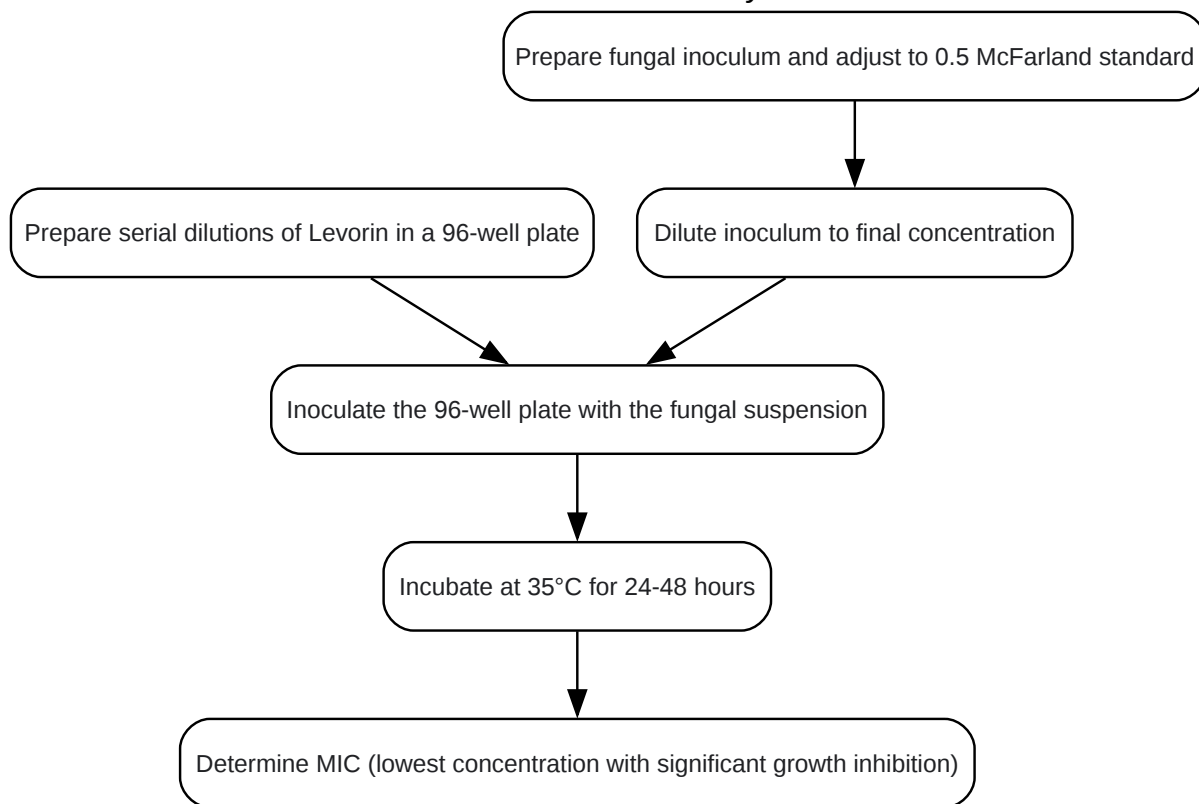 Prepare fungal inoculum and adjust to 0.5 McFarland standard
Prepare serial dilutions of Levorin in a 96-well plate
Dilute inoculum to final concentration
Inoculate the 96-well plate with the fungal suspension
Incubate at 35°C for 24-48 hours
Determine MIC (lowest concentration with significant growth inhibition)